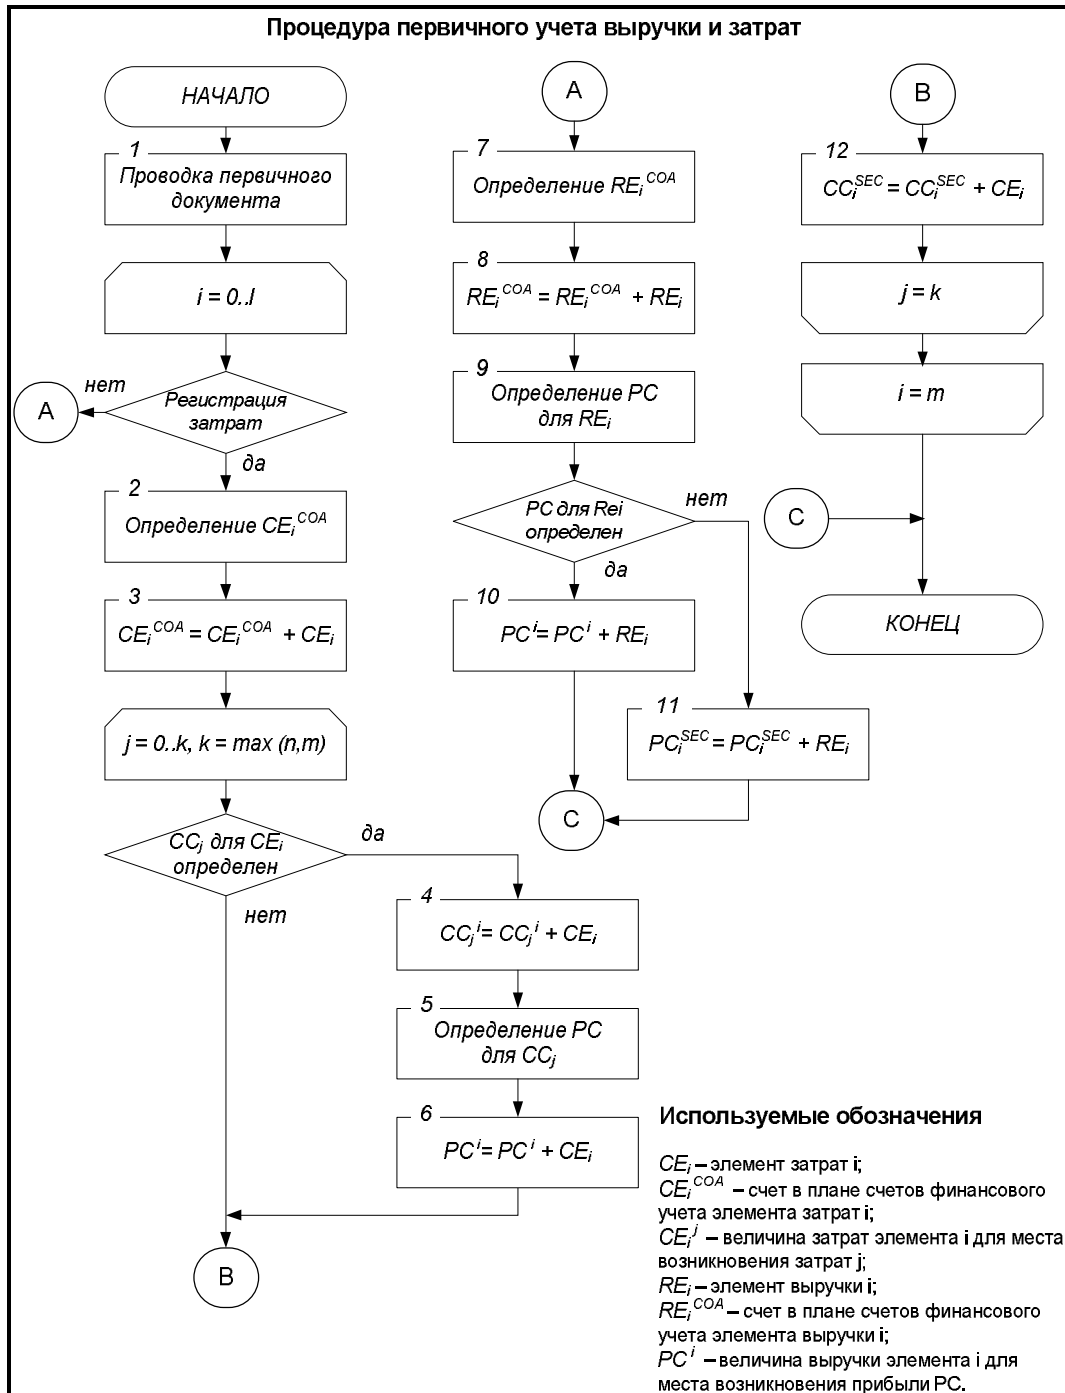 Процедура первичного учета выручки и затрат
НАЧАЛО
1
Проводка первичного
документа
i = 0..l
нет
A
Регистрация
затрат
да
2
Определение CE_i^COA
3
CE_i^COA = CE_i^COA + CE_i
j = 0..k, k = max (n,m)
CC_j для CE_i
определен
да
нет
4
CC_j^i = CC_j^i + CE_i
5
Определение PC
для CC_j
6
PC^i = PC^i + CE_i
B
A
7
Определение RE_i^COA
8
RE_i^COA = RE_i^COA + RE_i
9
Определение PC
для RE_i
PC для Rei
определен
нет
да
10
PC^i = PC^i + RE_i
11
PC_i^SEC = PC_i^SEC + RE_i
C
B
12
CC_i^SEC = CC_i^SEC + CE_i
j = k
i = m
C
КОНЕЦ
Используемые обозначения
CE_i – элемент затрат i;
CE_i^COA – счет в плане счетов финансового
учета элемента затрат i;
CE_i^j – величина затрат элемента i для места
возникновения затрат j;
RE_i – элемент выручки i;
RE_i^COA – счет в плане счетов финансового
учета элемента выручки i;
PC^i – величина выручки элемента i для
места возникновения прибыли PC.